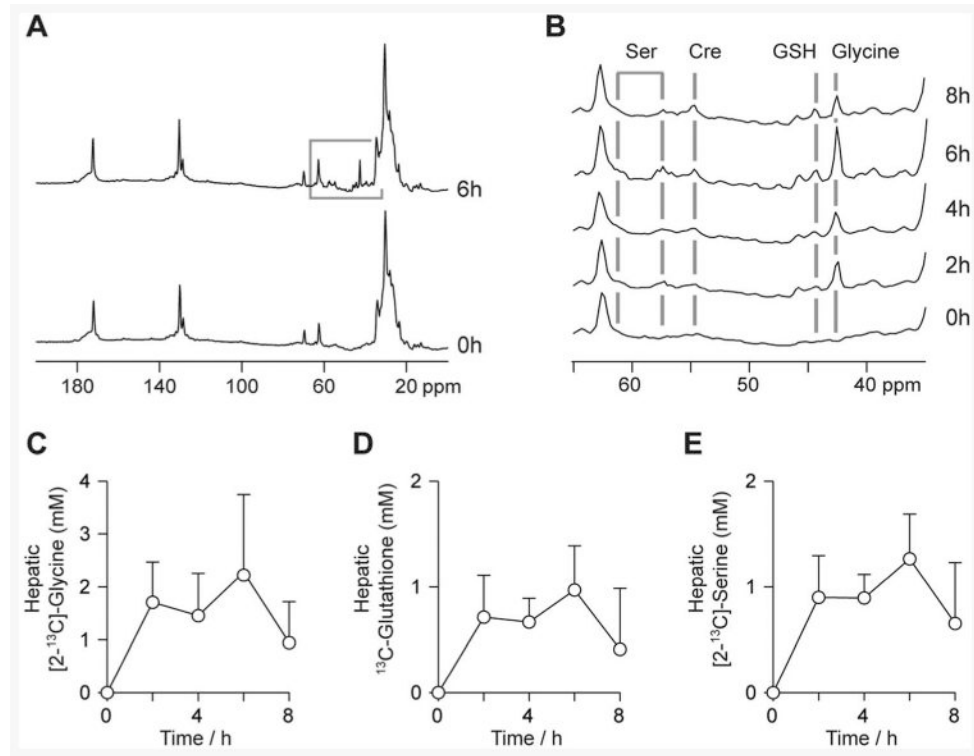 A
6h
0h
180 140 100 60 20 ppm
B
Ser Cre GSH Glycine
8h
6h
4h
2h
0h
60 50 40 ppm
C
Hepatic
[2-¹³C]-Glycine (mM)
4
3
2
1
0
0 4 8
Time / h
D
Hepatic
¹³C-Glutathione (mM)
2
1
0
0 4 8
Time / h
E
Hepatic
[2-¹³C]-Serine (mM)
2
1
0
0 4 8
Time / h